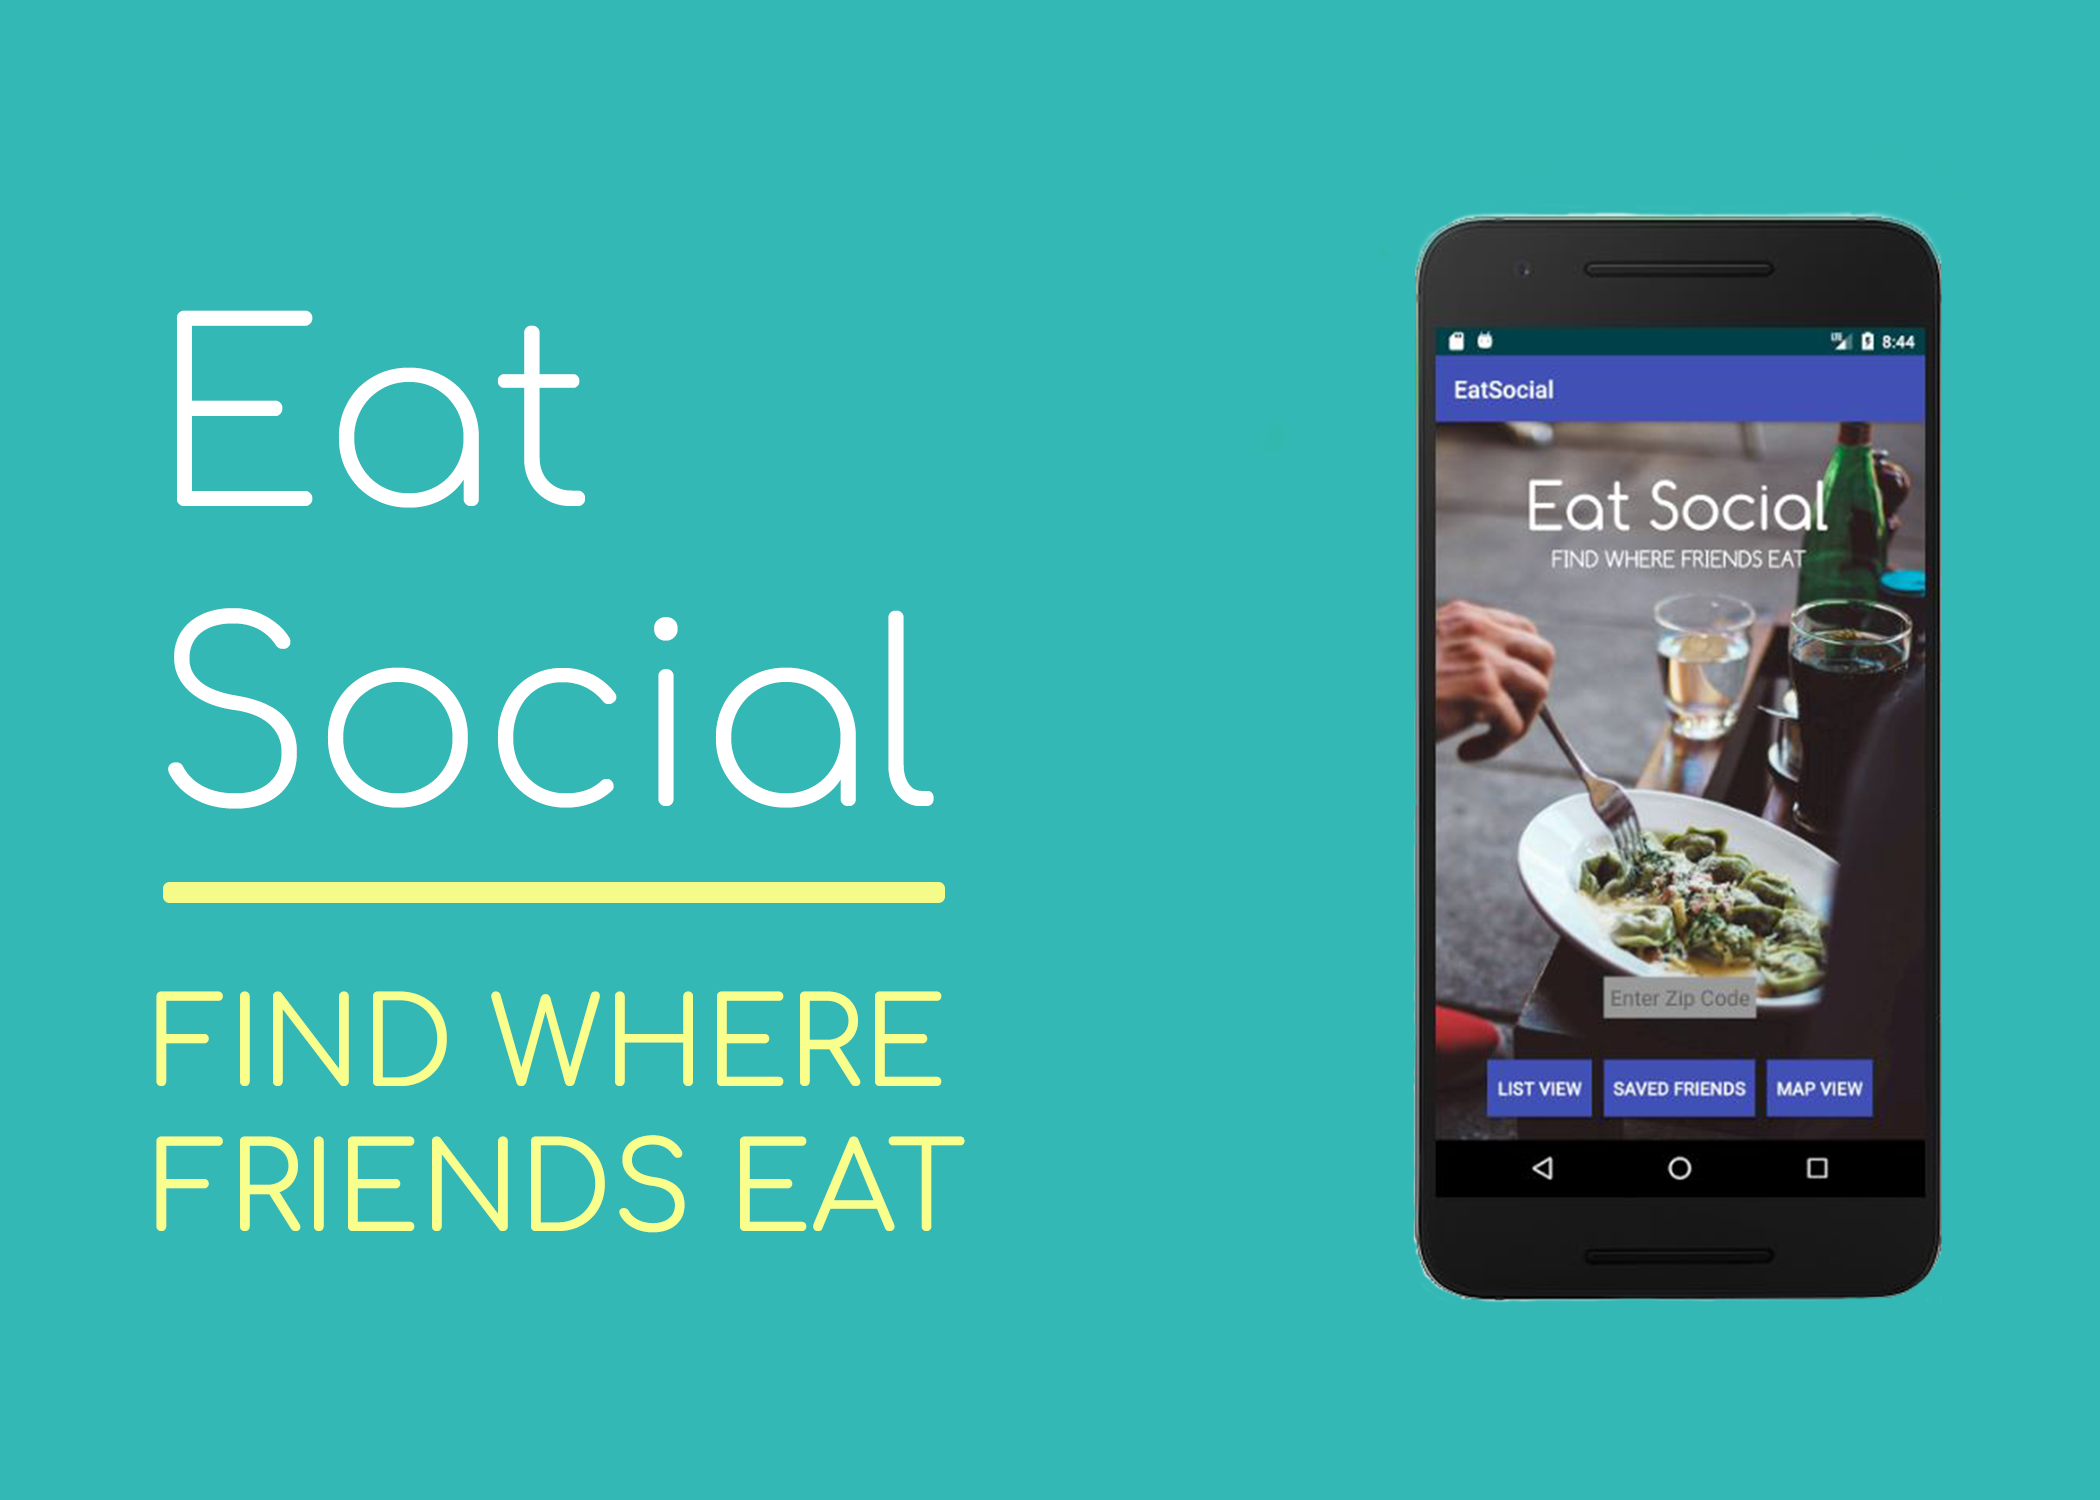 Eat
Social
FIND WHERE
FRIENDS EAT
LTE 8:44
EatSocial
Eat Social
FIND WHERE FRIENDS EAT
Enter Zip Code
LIST VIEW SAVED FRIENDS MAP VIEW